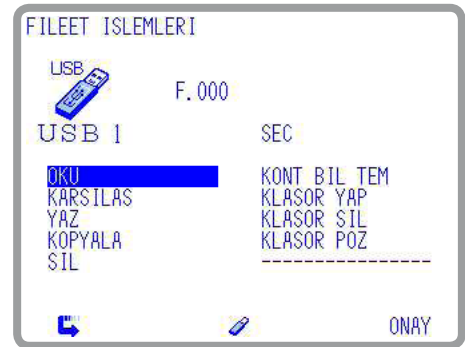 FILEET ISLEMLERI
USB
F.000
USB 1
SEC
OKU
KARSILAS
YAZ
KOPYALA
SIL
KONT BIL TEM
KLASOR YAP
KLASOR SIL
KLASOR POZ
----------------
ONAY